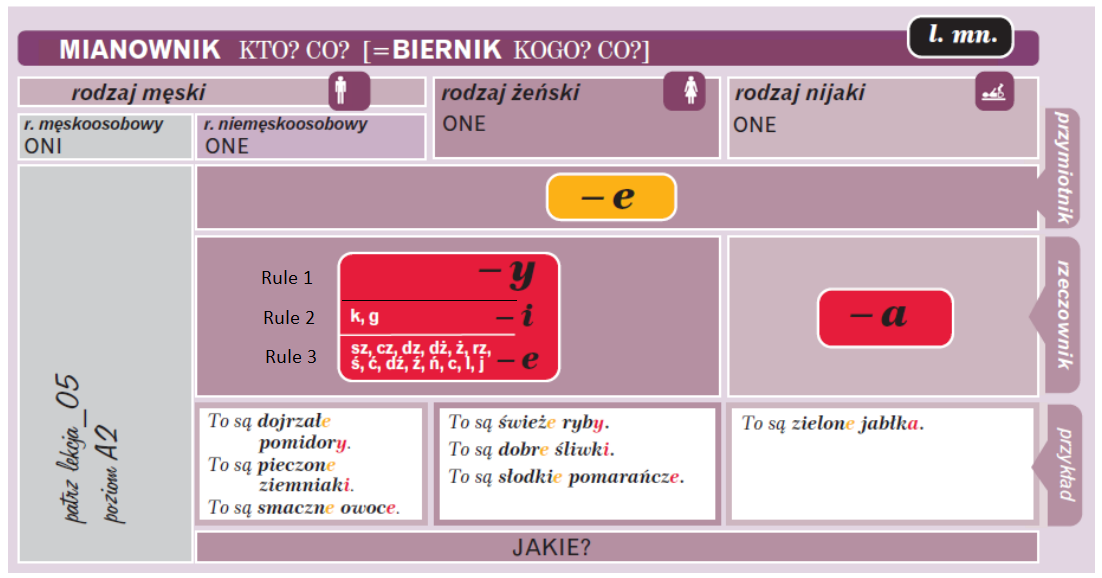 l. mn.
MIANOWNIK KTO? CO? [=BIERNIK KOGO? CO?]
rodzaj męski
rodzaj żeński
ONE
rodzaj nijaki
ONE
r. męskoosobowy
ONI
r. niemęskoosobowy
ONE
przymiotnik
– e
rzeczownik
Rule 1
– y
Rule 2
k, g
– i
Rule 3
sz, cz, dz, dż, ż, rz,
ś, ć, dź, ź, ń, c, l, j
– e
– a
patrz lekcja_05
poziom A2
przykład
To są dojrzałe
pomidory.
To są pieczone
ziemniaki.
To są smaczne owoce.
To są świeże ryby.
To są dobre śliwki.
To są słodkie pomarańcze.
To są zielone jabłka.
JAKIE?